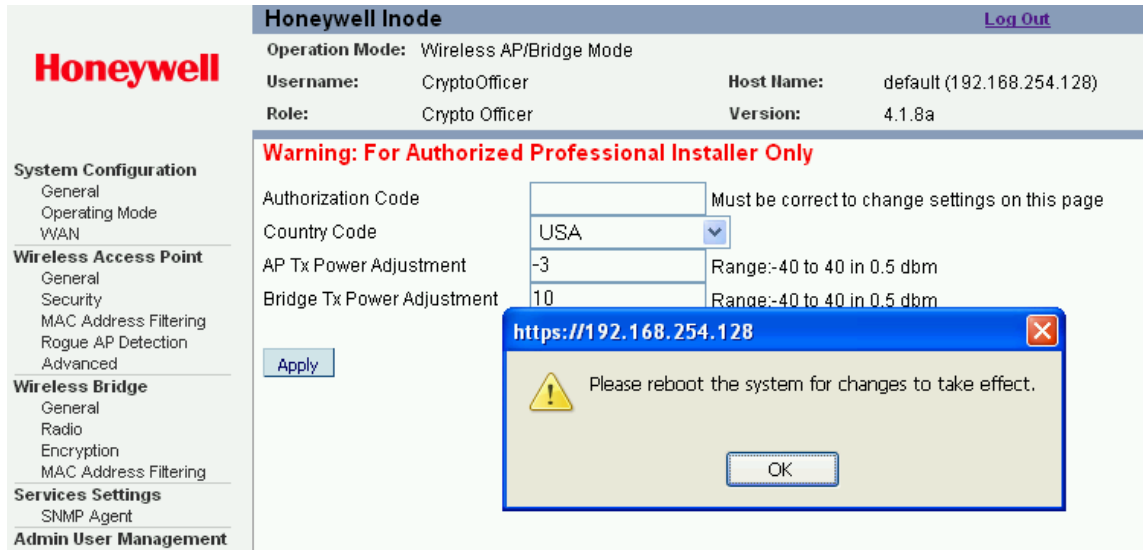 Honeywell
Honeywell Inode Log Out
Operation Mode: Wireless AP/Bridge Mode
Username: CryptoOfficer Host Name: default (192.168.254.128)
Role: Crypto Officer Version: 4.1.8a
System Configuration
General
Operating Mode
WAN
Wireless Access Point
General
Security
MAC Address Filtering
Rogue AP Detection
Advanced
Wireless Bridge
General
Radio
Encryption
MAC Address Filtering
Services Settings
SNMP Agent
Admin User Management
Warning: For Authorized Professional Installer Only
Authorization Code Must be correct to change settings on this page
Country Code USA
AP Tx Power Adjustment -3 Range:-40 to 40 in 0.5 dbm
Bridge Tx Power Adjustment 10 Range:-40 to 40 in 0.5 dbm
Apply
https://192.168.254.128
Please reboot the system for changes to take effect.
OK